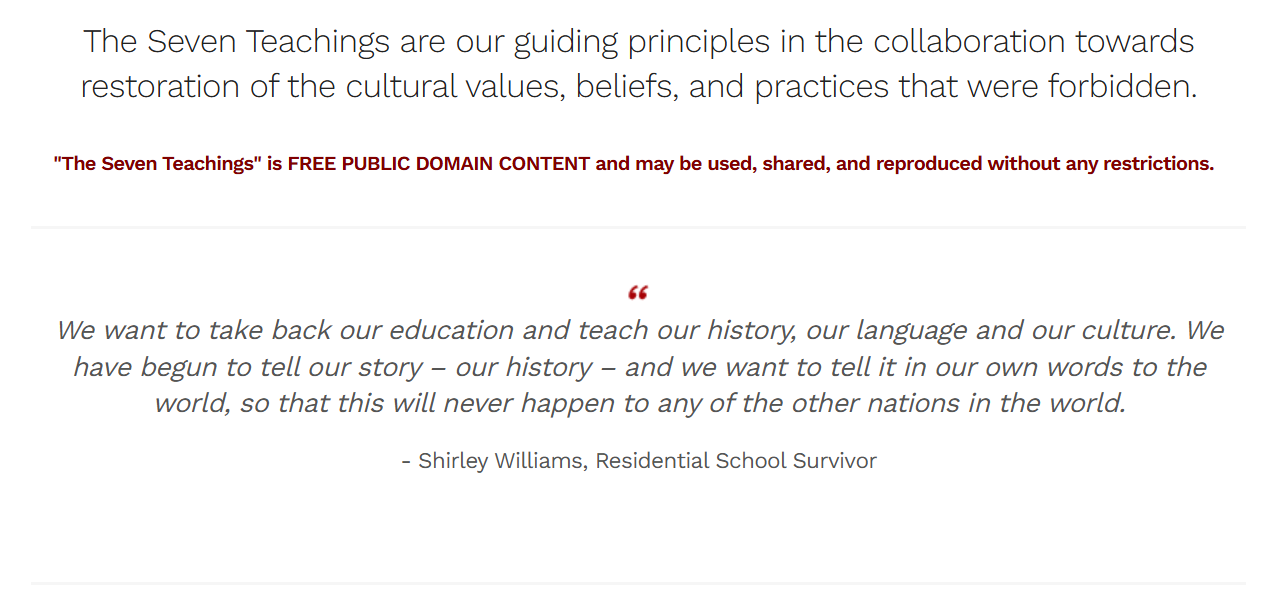 The Seven Teachings are our guiding principles in the collaboration towards
restoration of the cultural values, beliefs, and practices that were forbidden.
"The Seven Teachings" is FREE PUBLIC DOMAIN CONTENT and may be used, shared, and reproduced without any restrictions.
“
We want to take back our education and teach our history, our language and our culture. We
have begun to tell our story – our history – and we want to tell it in our own words to the
world, so that this will never happen to any of the other nations in the world.
- Shirley Williams, Residential School Survivor